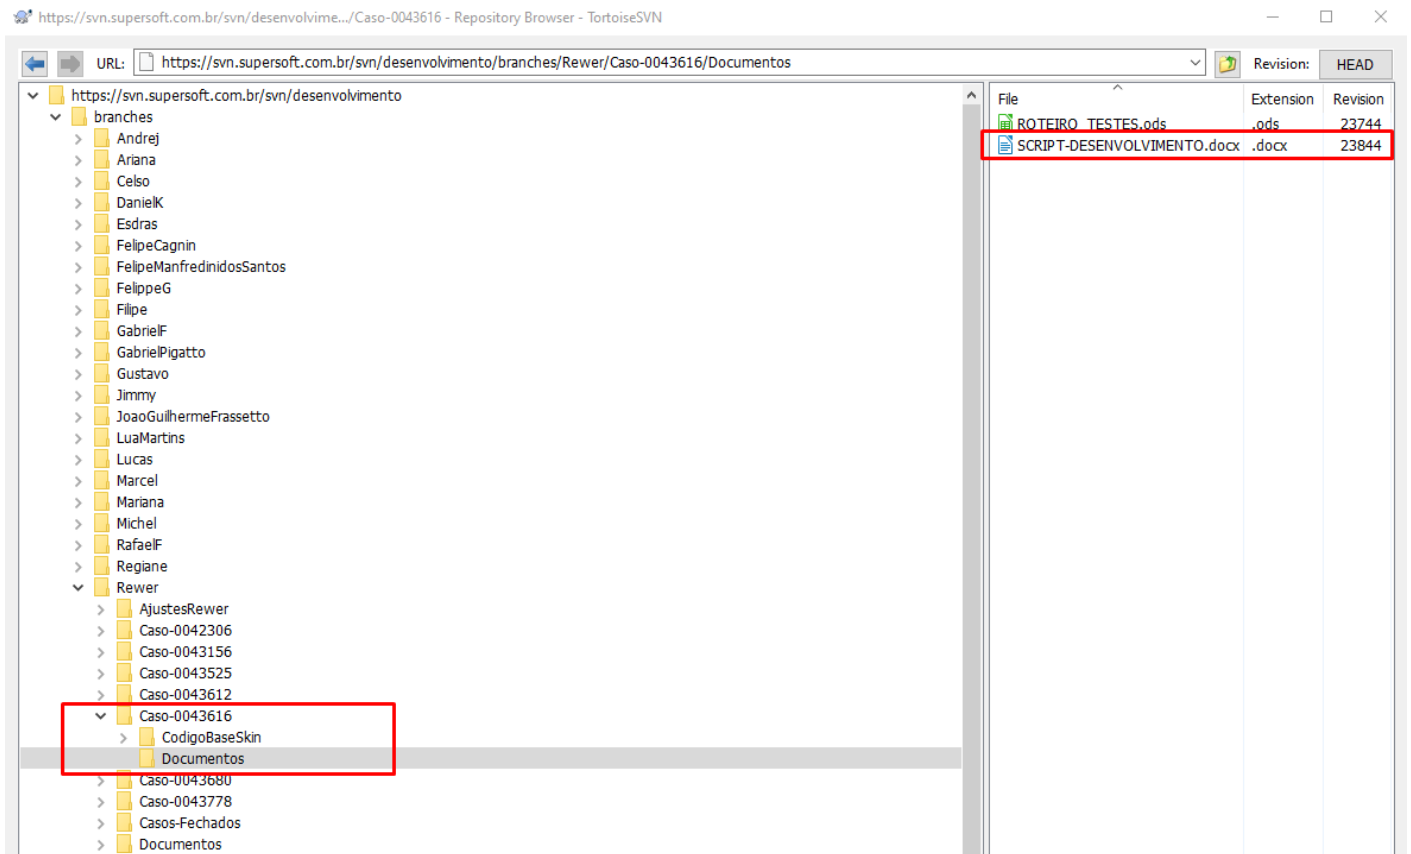 https://svn.supersoft.com.br/svn/desenvolvime.../Caso-0043616 - Repository Browser - TortoiseSVN
URL: https://svn.supersoft.com.br/svn/desenvolvimento/branches/Rewer/Caso-0043616/Documentos Revision: HEAD
https://svn.supersoft.com.br/svn/desenvolvimento
branches
Andrej
Ariana
Celso
DanielK
Esdras
FelipeCagnin
FelipeManfredinidosSantos
FelippeG
Filipe
GabrielF
GabrielPigatto
Gustavo
Jimmy
JoaoGuilhermeFrassetto
LuaMartins
Lucas
Marcel
Mariana
Michel
RafaelF
Regiane
Rewer
AjustesRewer
Caso-0042306
Caso-0043156
Caso-0043525
Caso-0043612
Caso-0043616
CodigoBaseSkin
Documentos
Caso-0043680
Caso-0043778
Casos-Fechados
Documentos
File Extension Revision
ROTEIRO_TESTES.ods .ods 23744
SCRIPT-DESENVOLVIMENTO.docx .docx 23844